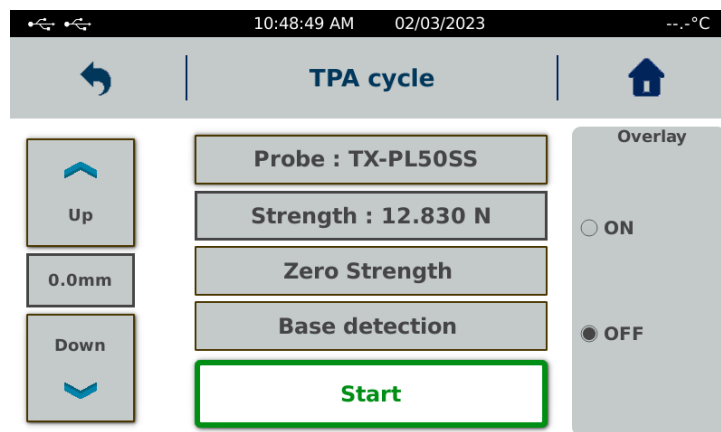 10:48:49 AM 02/03/2023 --.-°C
TPA cycle
Overlay
Probe : TX-PL50SS
Up
Strength : 12.830 N
ON
0.0mm
Zero Strength
Base detection
Down
OFF
Start